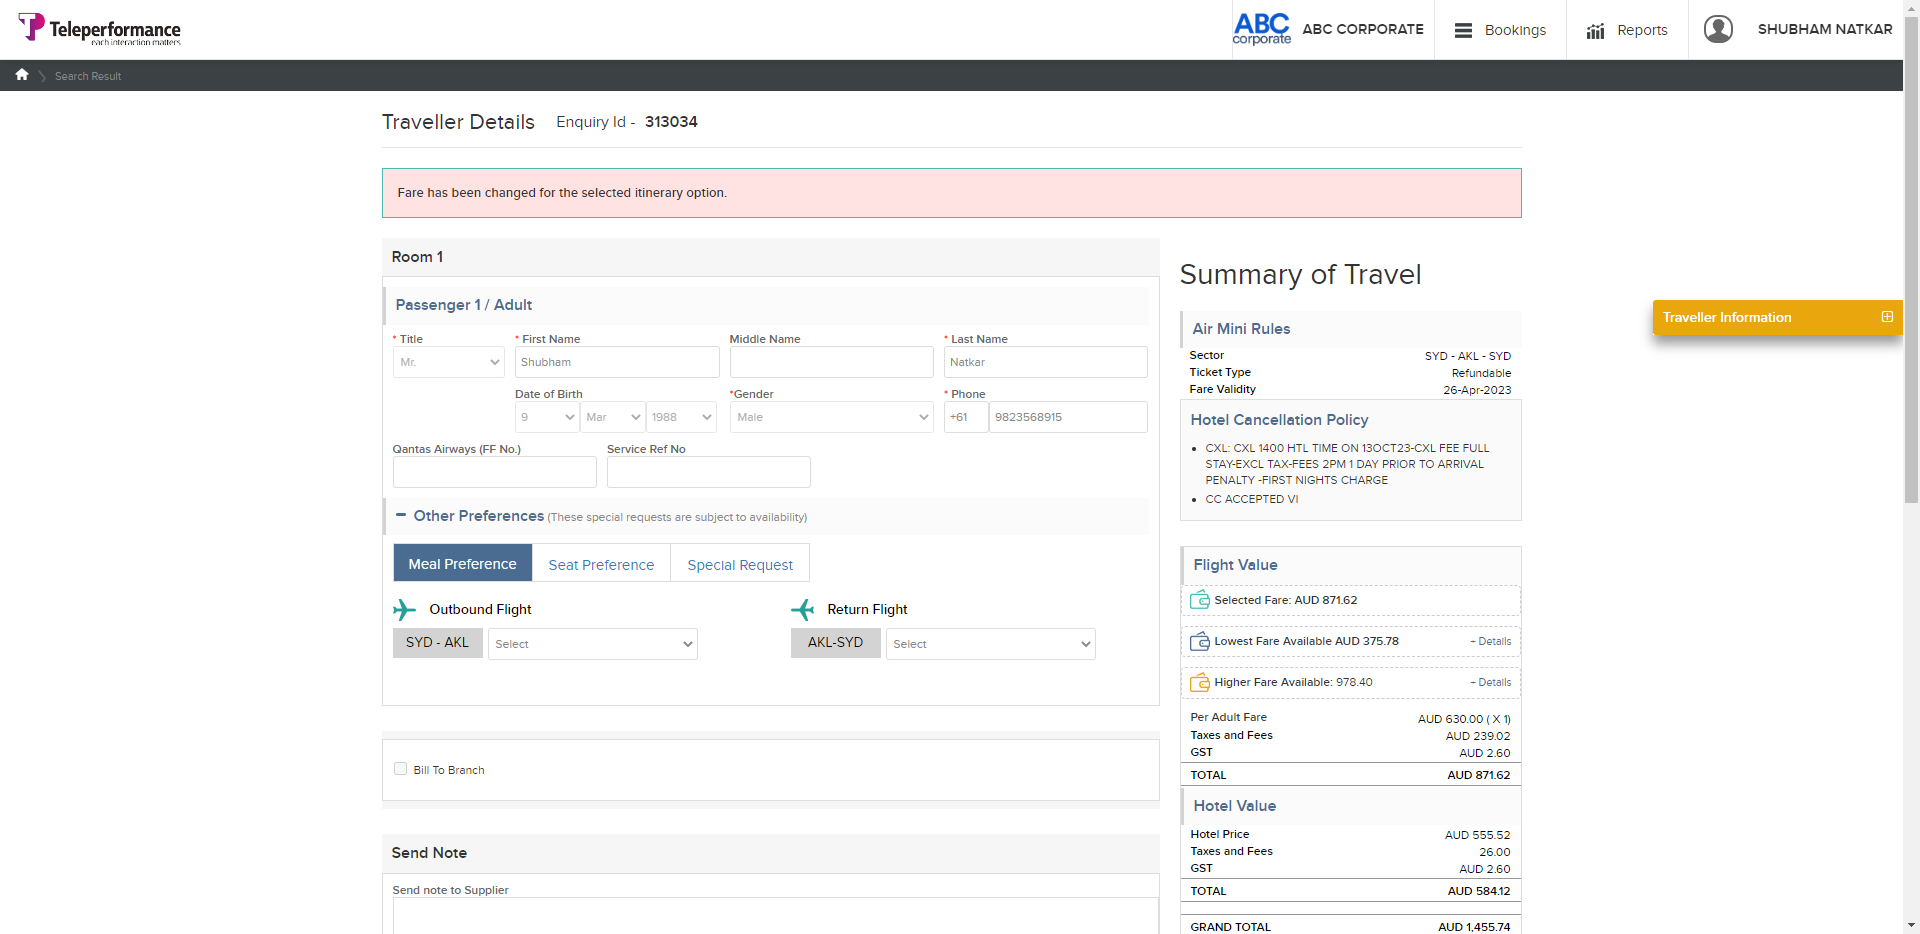 Teleperformance
each interaction matters
ABC
corporate
ABC CORPORATE
Bookings
Reports
SHUBHAM NATKAR
Search Result
Traveller Details
Enquiry Id - 313034
Fare has been changed for the selected itinerary option.
Room 1
Passenger 1 / Adult
* Title
* First Name
Middle Name
* Last Name
Mr.
Shubham
Natkar
Date of Birth
*Gender
* Phone
9
Mar
1988
Male
+61
9823568915
Qantas Airways (FF No.)
Service Ref No
Other Preferences (These special requests are subject to availability)
Meal Preference
Seat Preference
Special Request
Outbound Flight
Return Flight
SYD - AKL
Select
AKL-SYD
Select
Bill To Branch
Send Note
Send note to Supplier
Summary of Travel
Air Mini Rules
Sector SYD - AKL - SYD
Ticket Type Refundable
Fare Validity 26-Apr-2023
Hotel Cancellation Policy
• CXL: CXL 1400 HTL TIME ON 13OCT23-CXL FEE FULL
STAY-EXCL TAX-FEES 2PM 1 DAY PRIOR TO ARRIVAL
PENALTY -FIRST NIGHTS CHARGE
• CC ACCEPTED VI
Flight Value
Selected Fare: AUD 871.62
Lowest Fare Available AUD 375.78 + Details
Higher Fare Available: 978.40 + Details
Per Adult Fare AUD 630.00 ( X 1)
Taxes and Fees AUD 239.02
GST AUD 2.60
TOTAL AUD 871.62
Hotel Value
Hotel Price AUD 555.52
Taxes and Fees 26.00
GST AUD 2.60
TOTAL AUD 584.12
GRAND TOTAL AUD 1,455.74
Traveller Information